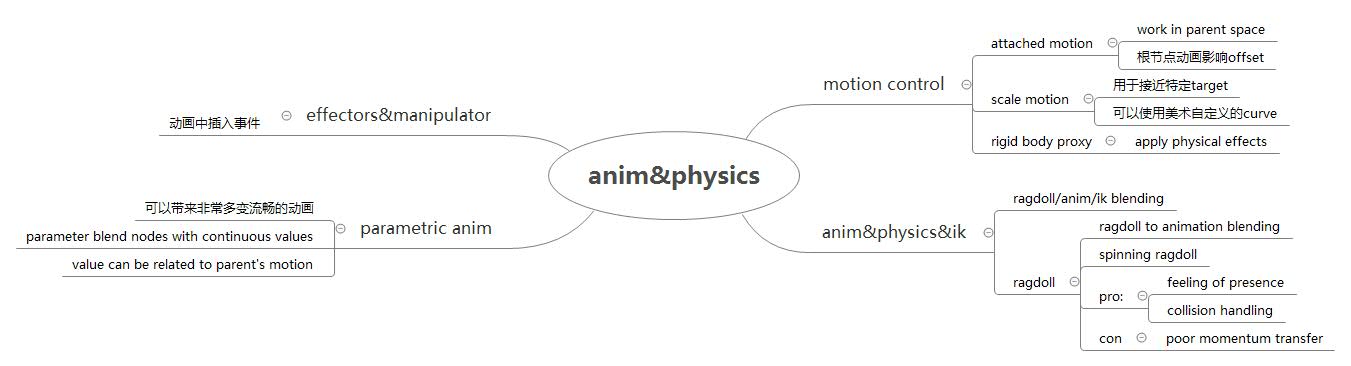 anim&physics
motion control
attached motion
work in parent space
根节点动画影响offset
scale motion
用于接近特定target
可以使用美术自定义的curve
rigid body proxy
apply physical effects
anim&physics&ik
ragdoll/anim/ik blending
ragdoll
ragdoll to animation blending
spinning ragdoll
pro:
feeling of presence
collision handling
con
poor momentum transfer
effectors&manipulator
动画中插入事件
parametric anim
可以带来非常多变流畅的动画
parameter blend nodes with continuous values
value can be related to parent's motion